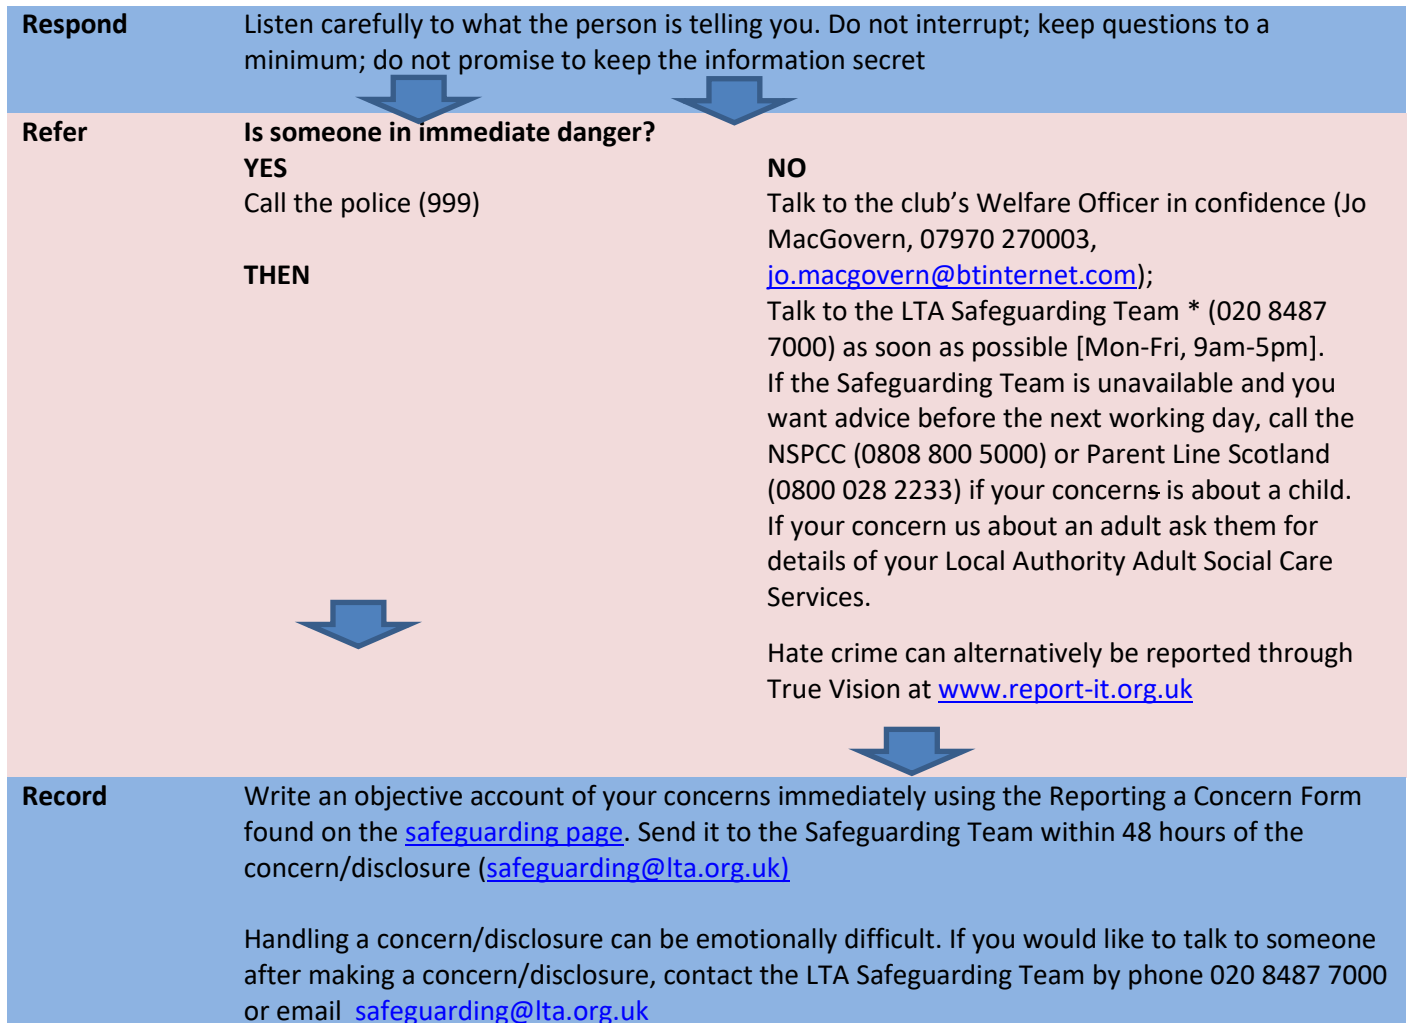 Respond
Listen carefully to what the person is telling you. Do not interrupt; keep questions to a
minimum; do not promise to keep the information secret
Refer
Is someone in immediate danger?
YES
Call the police (999)
THEN
NO
Talk to the club’s Welfare Officer in confidence (Jo
MacGovern, 07970 270003,
jo.macgovern@btinternet.com);
Talk to the LTA Safeguarding Team * (020 8487
7000) as soon as possible [Mon-Fri, 9am-5pm].
If the Safeguarding Team is unavailable and you
want advice before the next working day, call the
NSPCC (0808 800 5000) or Parent Line Scotland
(0800 028 2233) if your concerns is about a child.
If your concern us about an adult ask them for
details of your Local Authority Adult Social Care
Services.
Hate crime can alternatively be reported through
True Vision at www.report-it.org.uk
Record
Write an objective account of your concerns immediately using the Reporting a Concern Form
found on the safeguarding page. Send it to the Safeguarding Team within 48 hours of the
concern/disclosure (safeguarding@lta.org.uk)
Handling a concern/disclosure can be emotionally difficult. If you would like to talk to someone
after making a concern/disclosure, contact the LTA Safeguarding Team by phone 020 8487 7000
or email  safeguarding@lta.org.uk